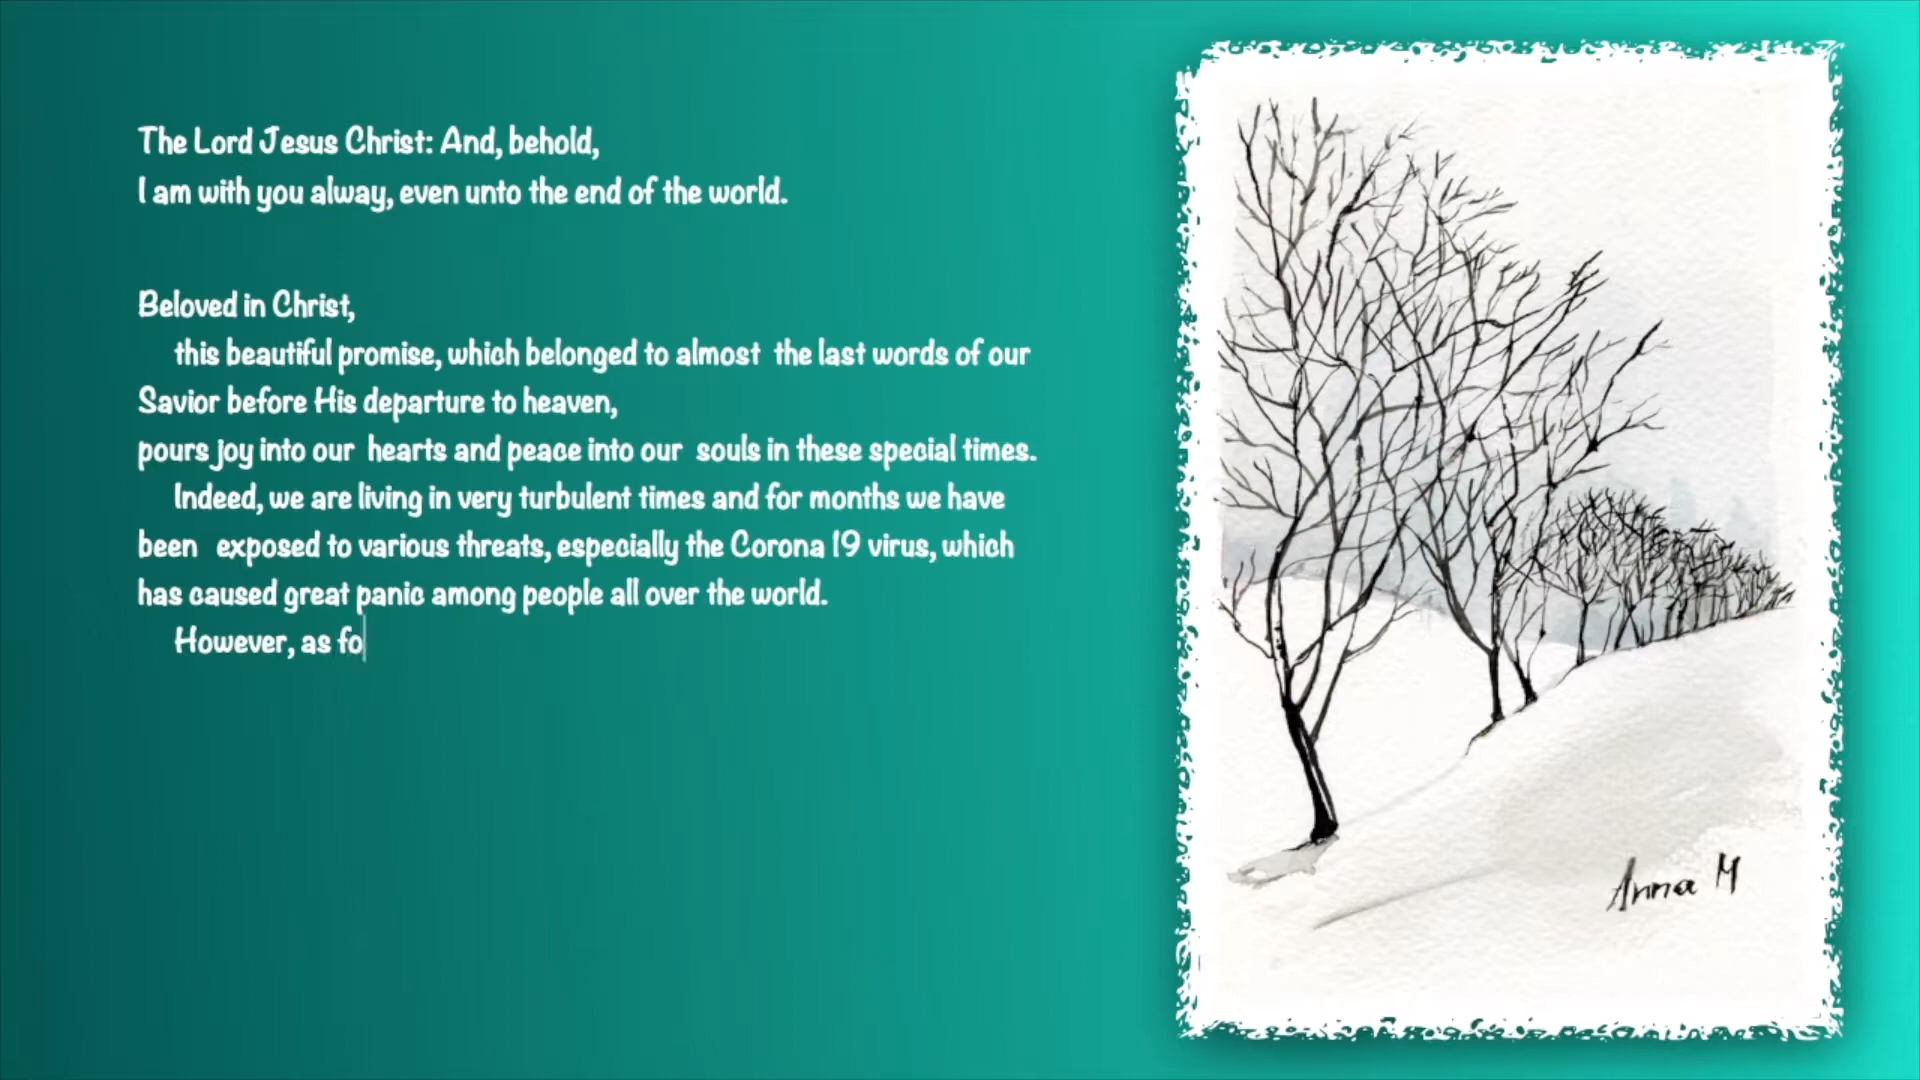 The Lord Jesus Christ: And, behold,
I am with you alway, even unto the end of the world.
Beloved in Christ,
this beautiful promise, which belonged to almost the last words of our
Savior before His departure to heaven,
pours joy into our hearts and peace into our souls in these special times.
Indeed, we are living in very turbulent times and for months we have
been exposed to various threats, especially the Corona 19 virus, which
has caused great panic among people all over the world.
However, as fo
Anna M